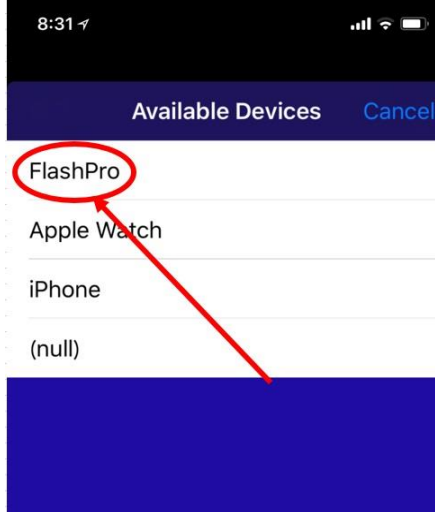 8:31
Available Devices
Cancel
FlashPro
Apple Watch
iPhone
(null)